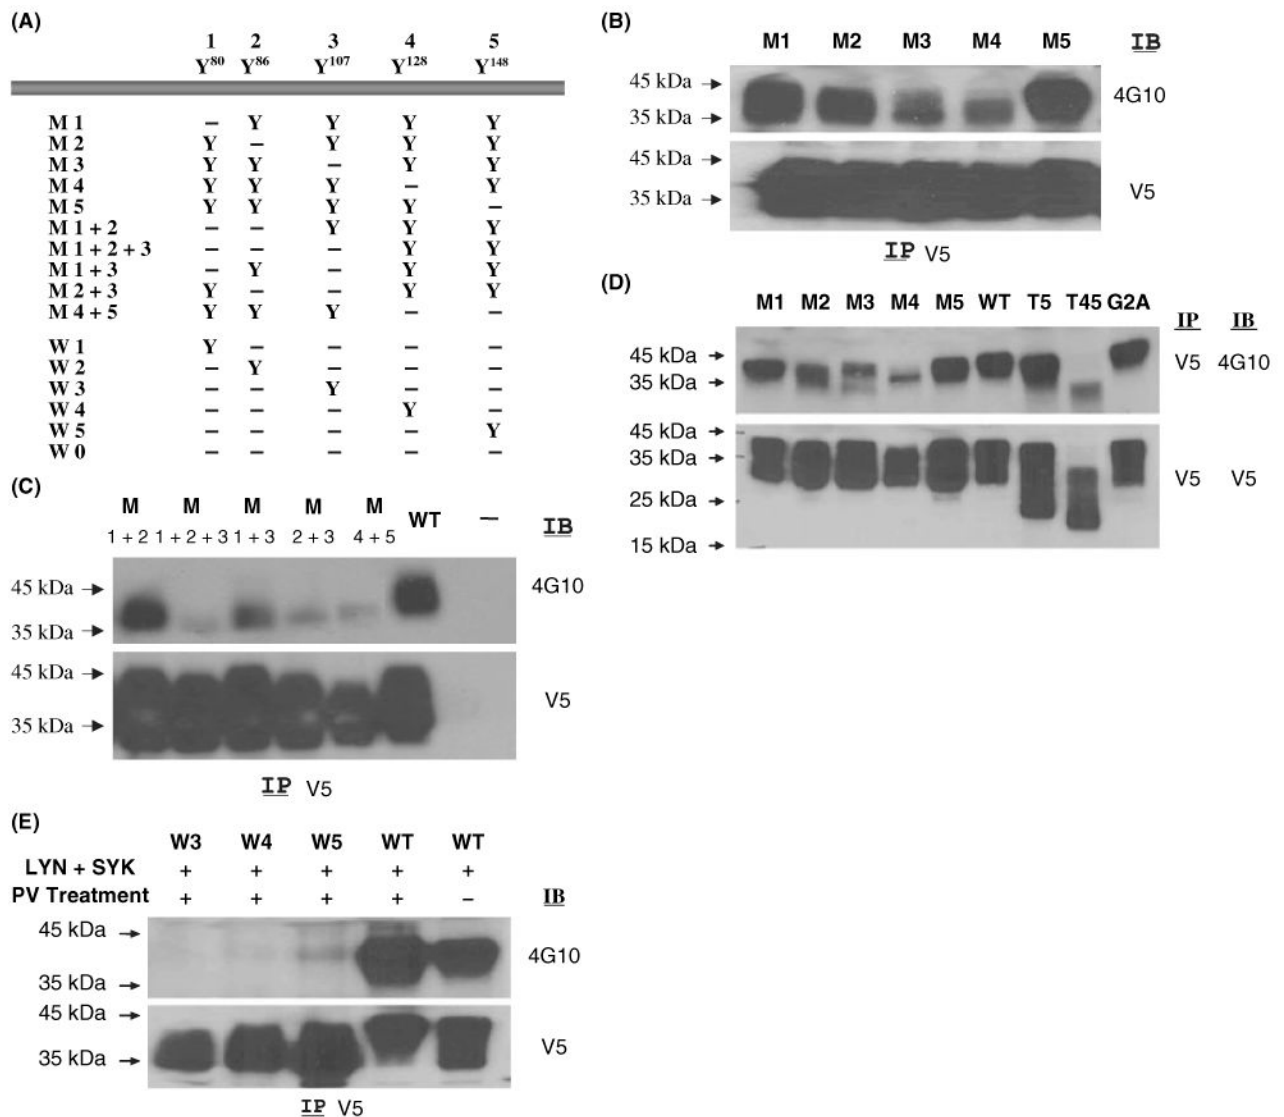 (A)
1 2 3 4 5
Y80 Y86 Y107 Y128 Y148
M 1 – Y Y Y Y
M 2 Y – Y Y Y
M 3 Y Y – Y Y
M 4 Y Y Y – Y
M 5 Y Y Y Y –
M 1 + 2 – – Y Y Y
M 1 + 2 + 3 – – – Y Y
M 1 + 3 – Y – Y Y
M 2 + 3 Y – – Y Y
M 4 + 5 Y Y Y – –
W 1 Y – – – –
W 2 – Y – – –
W 3 – – Y – –
W 4 – – – Y –
W 5 – – – – Y
W 0 – – – – –
(B)
M1 M2 M3 M4 M5 IB
45 kDa
35 kDa
4G10
45 kDa
35 kDa
V5
IP V5
(C)
M M M M M WT –
1 + 2 1 + 2 + 3 1 + 3 2 + 3 4 + 5
IB
45 kDa
35 kDa
4G10
45 kDa
35 kDa
V5
IP V5
(D)
M1 M2 M3 M4 M5 WT T5 T45 G2A
IP IB
45 kDa
35 kDa
V5 4G10
45 kDa
35 kDa
25 kDa
15 kDa
V5 V5
(E)
W3 W4 W5 WT WT
LYN + SYK + + + + +
PV Treatment + + + + –
IB
45 kDa
35 kDa
4G10
45 kDa
35 kDa
V5
IP V5